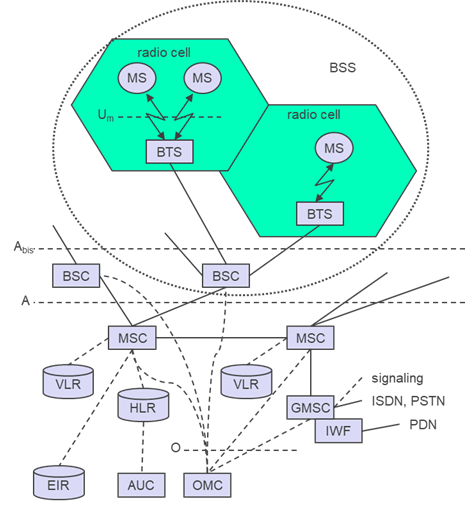 radio cell
BSS
MS
MS
radio cell
Um
MS
BTS
BTS
Abis
BSC
BSC
A
MSC
MSC
VLR
HLR
VLR
signaling
GMSC
ISDN, PSTN
IWF
PDN
O
EIR
AUC
OMC